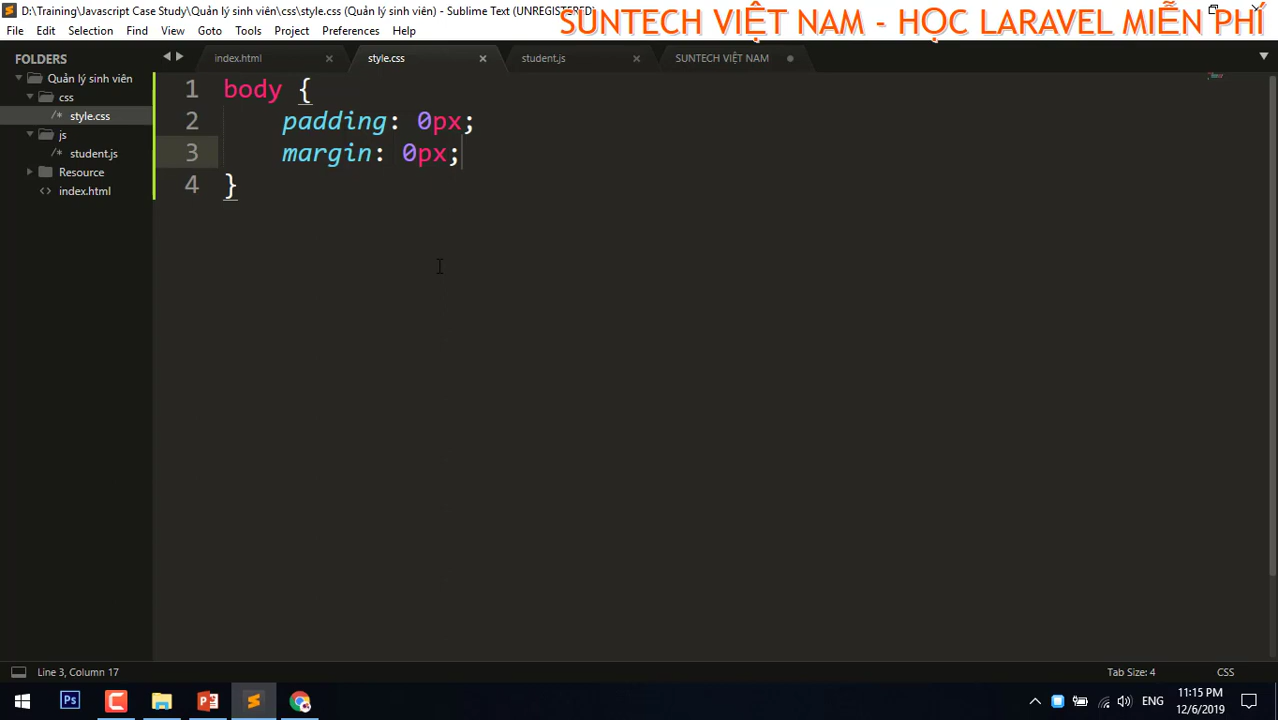 D:\Training\Javascript Case Study\Quản lý sinh viên\css\style.css (Quản lý sinh viên) - Sublime Text (UNREGISTERED)
SUNTECH VIỆT NAM - HỌC LARAVEL MIỄN PHÍ
File Edit Selection Find View Goto Tools Project Preferences Help
FOLDERS
Quản lý sinh viên
css
/* style.css
js
/* student.js
Resource
<> index.html
index.html style.css student.js SUNTECH VIỆT NAM
1 body {
2 padding: 0px;
3 margin: 0px;
4 }
Line 3, Column 17 Tab Size: 4 CSS
Ps
ENG
11:15 PM
12/6/2019